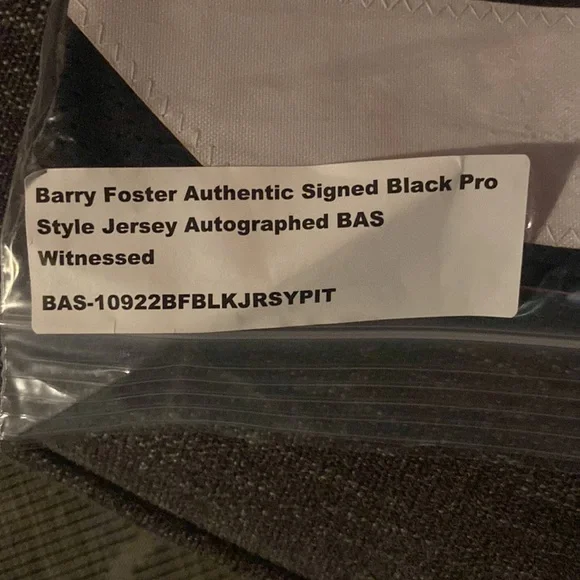 Barry Foster Authentic Signed Black Pro
Style Jersey Autographed BAS
Witnessed
BAS-10922BFBLKJRSYPIT